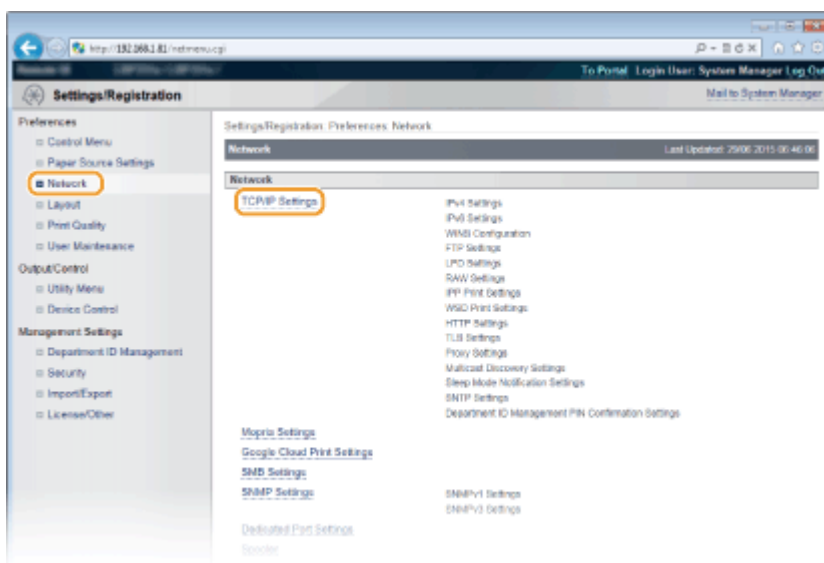 http://192.168.1.81/netmenu.cgi
To Portal Login User: System Manager Log Out
Settings/Registration
Mail to System Manager
Preferences
Control Menu
Paper Source Settings
Network
Layout
Print Quality
User Maintenance
Output/Control
Utility Menu
Device Control
Management Settings
Department ID Management
Security
Import/Export
License/Other
Settings/Registration: Preferences: Network
Network
Last Updated: 29/06 2015 06:46:06
Network
TCP/IP Settings
IPv4 Settings
IPv6 Settings
WINS Configuration
FTP Settings
LPD Settings
RAW Settings
IPP Print Settings
WSD Print Settings
HTTP Settings
TLS Settings
Proxy Settings
Multicast Discovery Settings
Sleep Mode Notification Settings
SNTP Settings
Department ID Management PIN Confirmation Settings
Mopria Settings
Google Cloud Print Settings
SMB Settings
SNMP Settings
SNMPv1 Settings
SNMPv3 Settings
Dedicated Port Settings
Spooler